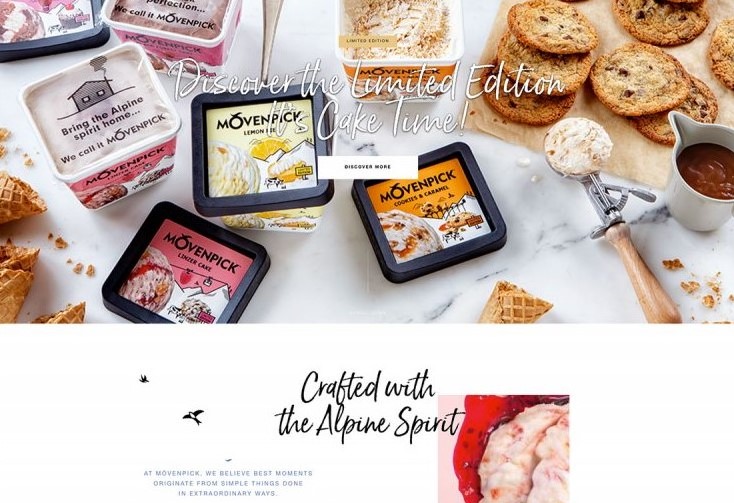 perfection...
We call it MÖVENPICK
LIMITED EDITION
MÖVENPICK
Discover the Limited Edition
It's Cake Time!
Bring the Alpine
spirit home...
We call it MÖVENPICK
MÖVENPICK
DISCOVER MORE
MÖVENPICK
COOKIES & CARAMEL
MÖVENPICK
LINZER CAKE
Crafted with
the Alpine Spirit
AT MÖVENPICK, WE BELIEVE BEST MOMENTS
ORIGINATE FROM SIMPLE THINGS DONE
IN EXTRAORDINARY WAYS.